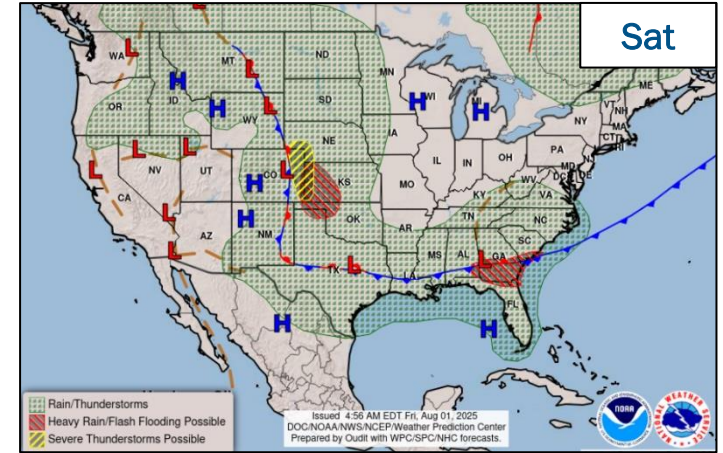 Sat
L
WA
L
MT
L
ND
MN
H
ID
OR
H
L
WY
SD
H
WI
MI
H
ME
VT
NH
NY
MA
CT
RI
L
NV
L
UT
L
NE
IA
IL
IN
OH
PA
NJ
MD
DE
DC
WV
VA
L
CA
L
H
CO
L
KS
MO
KY
L
AZ
H
NM
OK
AR
TN
NC
SC
L
TX
L
LA
MS
AL
L
GA
FL
H
H
Rain/Thunderstorms
Heavy Rain/Flash Flooding Possible
Severe Thunderstorms Possible
Issued 4:56 AM EDT Fri, Aug 01, 2025
DOC/NOAA/NWS/NCEP/Weather Prediction Center
Prepared by Oudit with WPC/SPC/NHC forecasts.
NOAA
NATIONAL WEATHER SERVICE